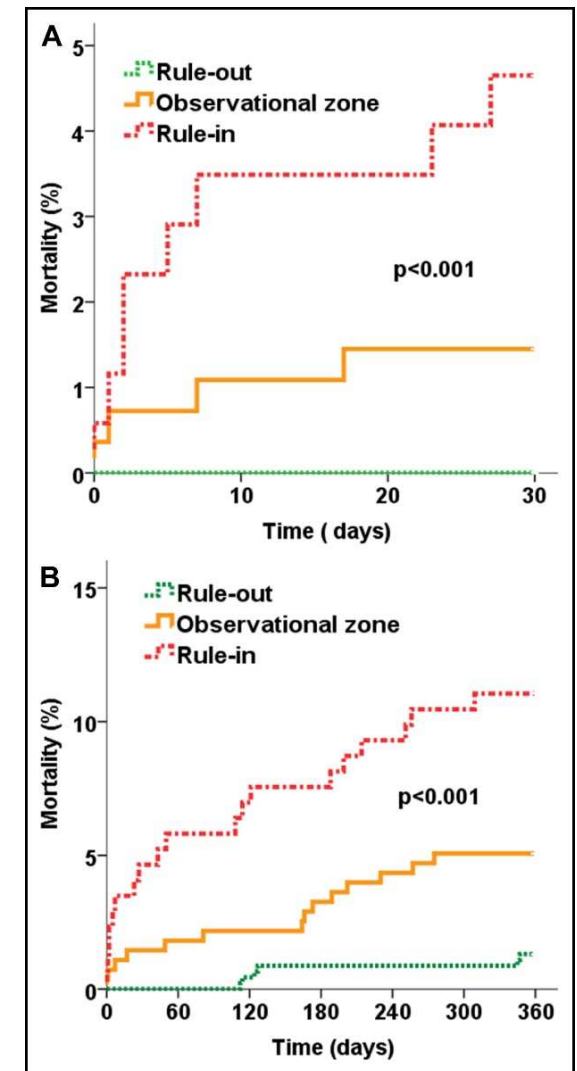 A
5
4
3
2
1
0
Mortality (%)
Rule-out
Observational zone
Rule-in
p<0.001
0 10 20 30
Time ( days)
B
15
10
5
0
Mortality (%)
Rule-out
Observational zone
Rule-in
p<0.001
0 60 120 180 240 300 360
Time (days)